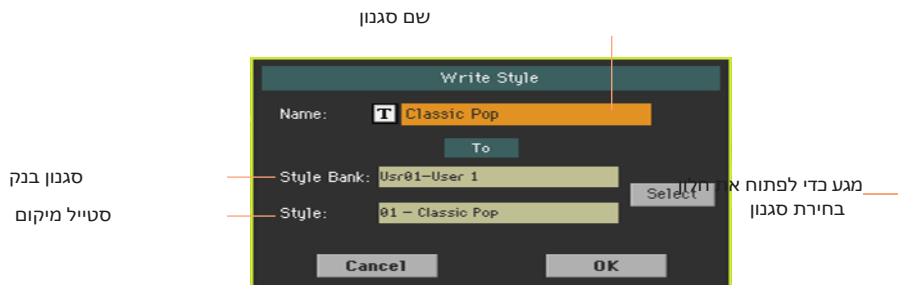 שם סגנון
Write Style
Name: T Classic Pop
To
סגנון בנק
Style Bank: Usr01-User 1
Select
מגע כדי לפתוח את חלון
בחירת סגנון
סטייל מיקום
Style: 01 - Classic Pop
Cancel OK